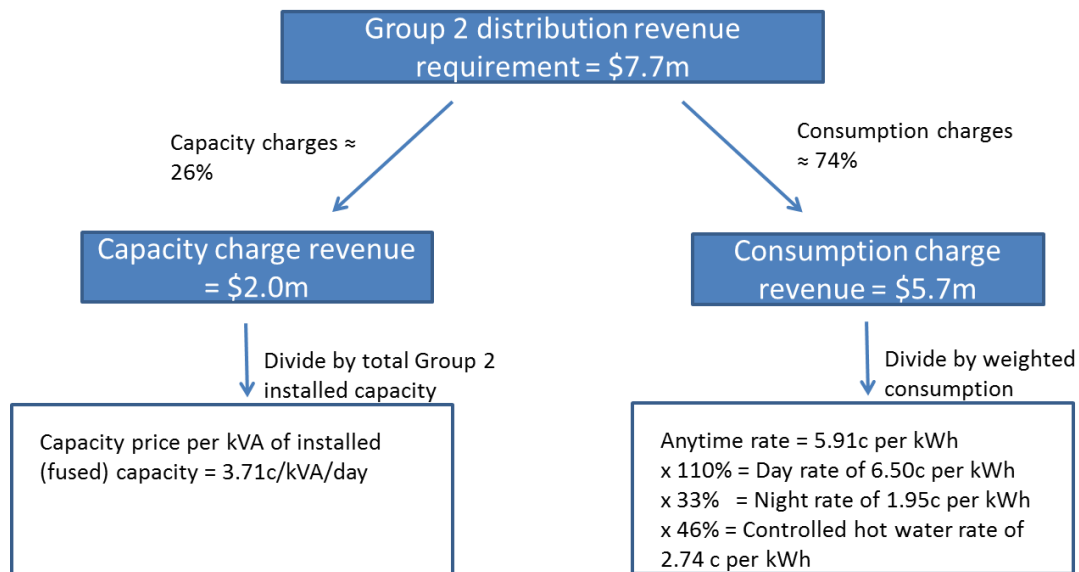 Group 2 distribution revenue
requirement = $7.7m
Capacity charges ≈
26%
Consumption charges
≈ 74%
Capacity charge revenue
= $2.0m
Consumption charge
revenue = $5.7m
Divide by total Group 2
installed capacity
Divide by weighted
consumption
Capacity price per kVA of installed
(fused) capacity = 3.71c/kVA/day
Anytime rate = 5.91c per kWh
x 110% = Day rate of 6.50c per kWh
x 33% = Night rate of 1.95c per kWh
x 46% = Controlled hot water rate of
2.74 c per kWh